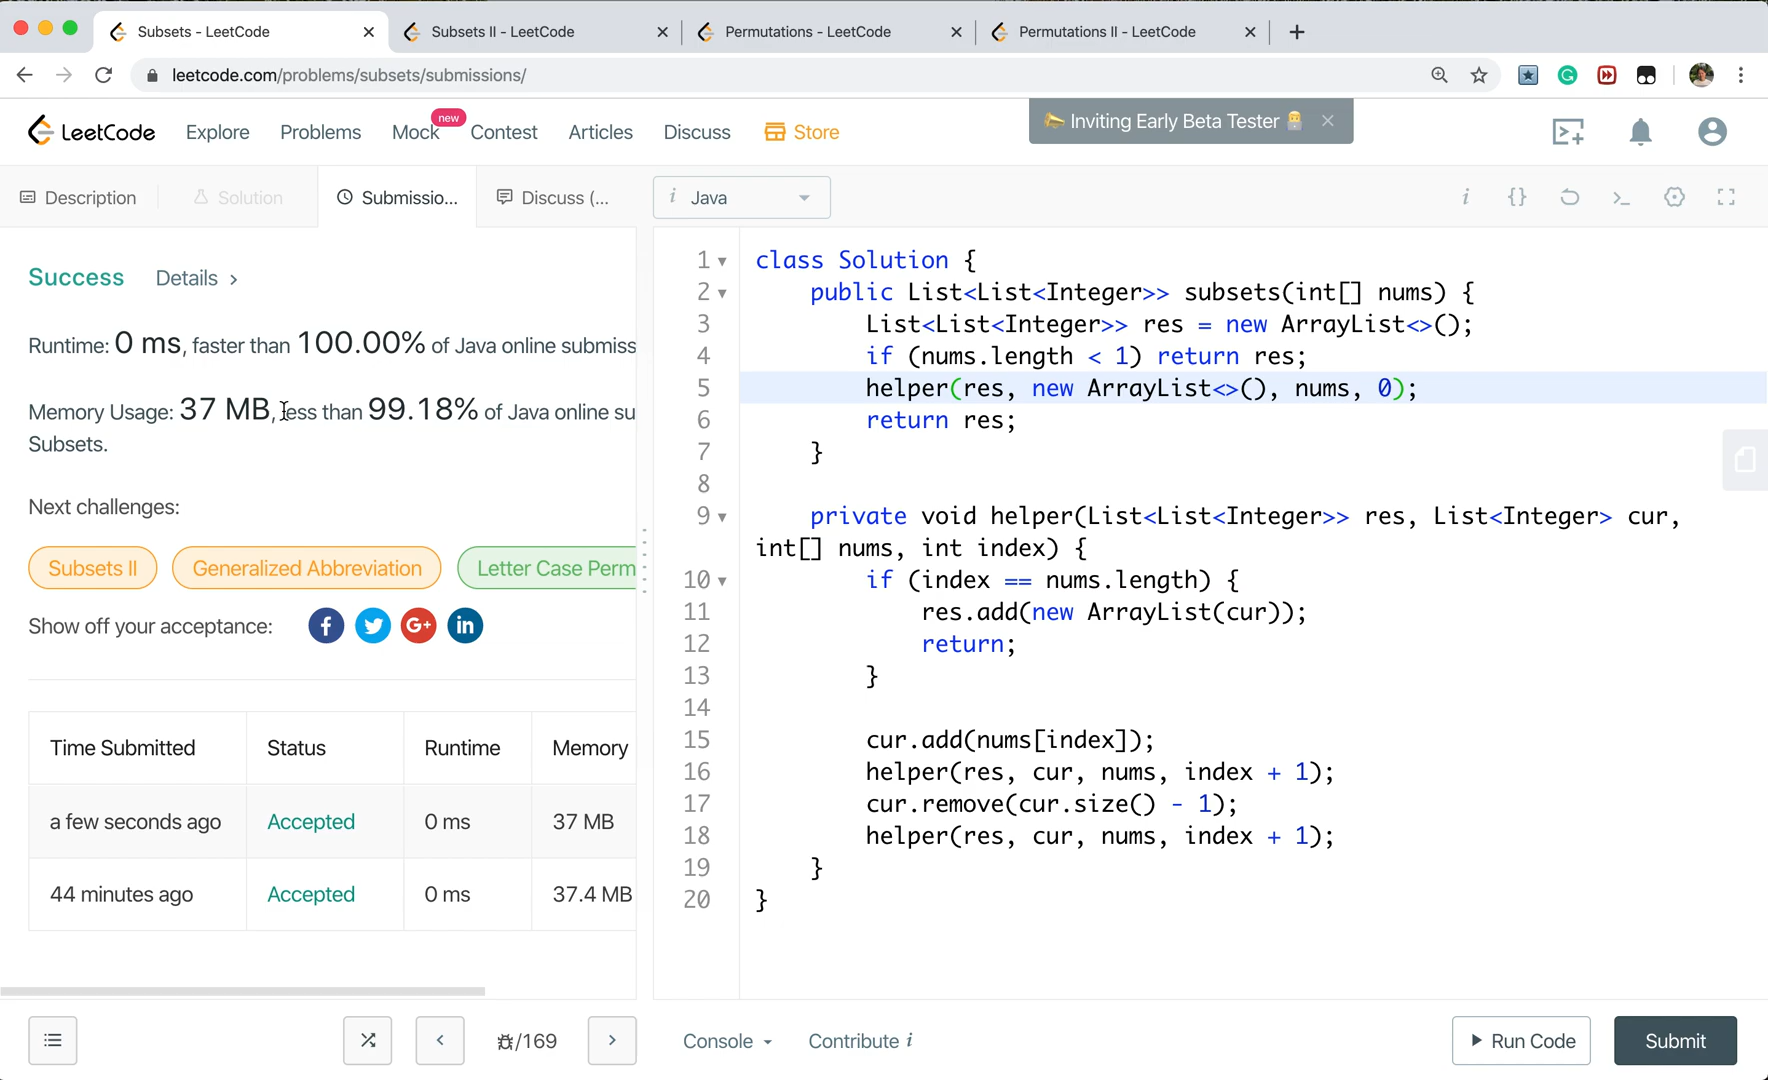 Subsets - LeetCode
Subsets II - LeetCode
Permutations - LeetCode
Permutations II - LeetCode
leetcode.com/problems/subsets/submissions/
LeetCode
Explore
Problems
Mock
new
Contest
Articles
Discuss
Store
Inviting Early Beta Tester
Description
Solution
Submissio...
Discuss (...
i Java
Success
Details >
Runtime: 0 ms, faster than 100.00% of Java online submiss
Memory Usage: 37 MB, less than 99.18% of Java online su
Subsets.
Next challenges:
Subsets II
Generalized Abbreviation
Letter Case Perm
Show off your acceptance:
Time Submitted Status Runtime Memory
a few seconds ago Accepted 0 ms 37 MB
44 minutes ago Accepted 0 ms 37.4 MB
1 class Solution {
2 public List<List<Integer>> subsets(int[] nums) {
3 List<List<Integer>> res = new ArrayList<>();
4 if (nums.length < 1) return res;
5 helper(res, new ArrayList<>(), nums, 0);
6 return res;
7 }
8
9 private void helper(List<List<Integer>> res, List<Integer> cur,
int[] nums, int index) {
10 if (index == nums.length) {
11 res.add(new ArrayList(cur));
12 return;
13 }
14
15 cur.add(nums[index]);
16 helper(res, cur, nums, index + 1);
17 cur.remove(cur.size() - 1);
18 helper(res, cur, nums, index + 1);
19 }
20 }
/169
Console
Contribute i
Run Code
Submit